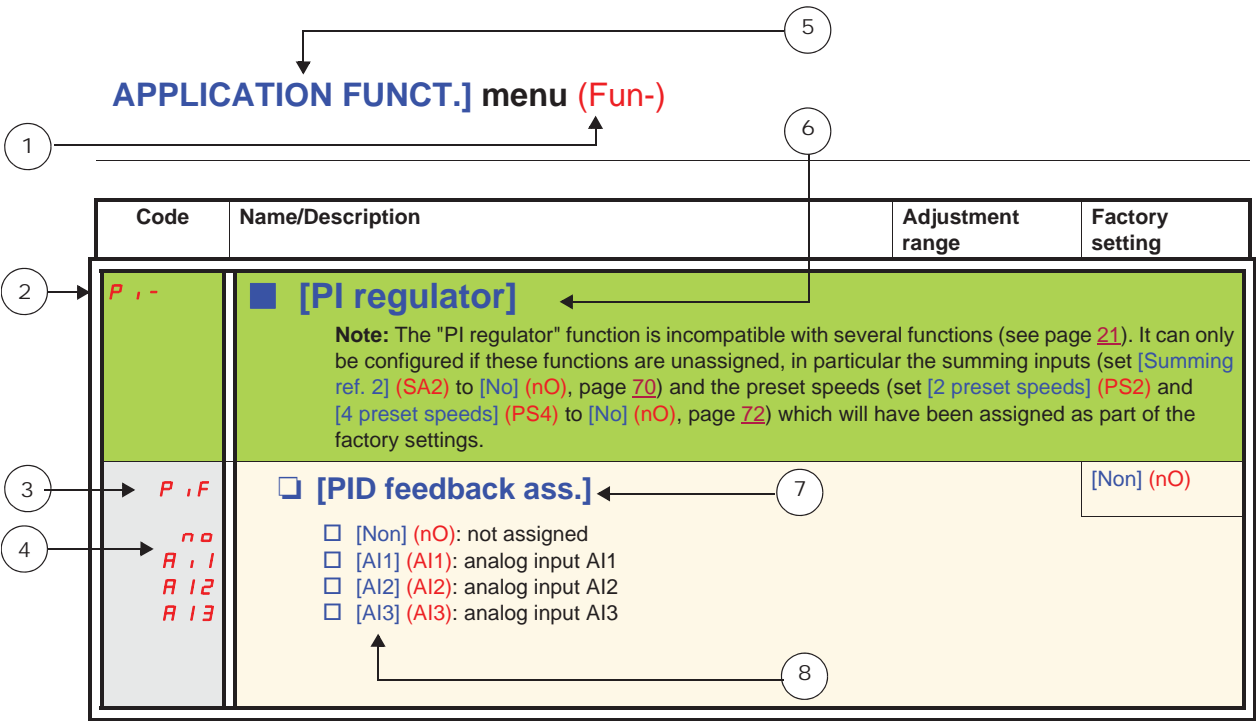 5
APPLICATION FUNCT.] menu (Fun-)
1
6
Code Name/Description Adjustment range Factory setting
2
Pi-
[PI regulator]
Note: The "PI regulator" function is incompatible with several functions (see page 21). It can only
be configured if these functions are unassigned, in particular the summing inputs (set [Summing
ref. 2] (SA2) to [No] (nO), page 70) and the preset speeds (set [2 preset speeds] (PS2) and
[4 preset speeds] (PS4) to [No] (nO), page 72) which will have been assigned as part of the
factory settings.
3
PiF
[PID feedback ass.]
7
[Non] (nO)
4
no
[Non] (nO): not assigned
Ai1
[AI1] (AI1): analog input AI1
AI2
[AI2] (AI2): analog input AI2
AI3
[AI3] (AI3): analog input AI3
8